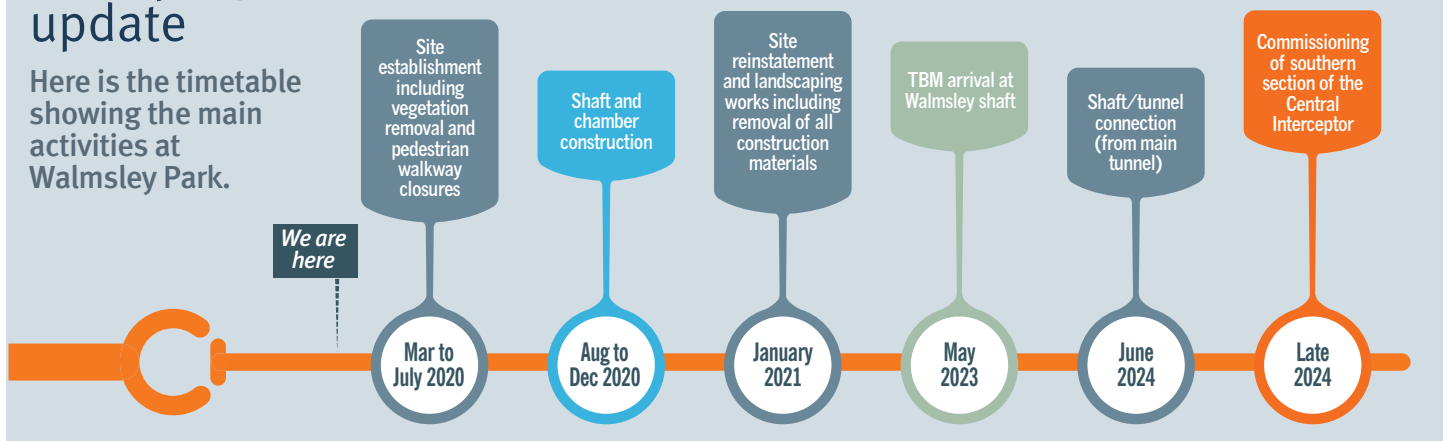 update
Here is the timetable
showing the main
activities at
Walmsley Park.
We are
here
Site
establishment
including
vegetation
removal and
pedestrian
walkway
closures
Mar to
July 2020
Shaft and
chamber
construction
Aug to
Dec 2020
Site
reinstatement
and landscaping
works including
removal of all
construction
materials
January
2021
TBM arrival at
Walmsley shaft
May
2023
Shaft/tunnel
connection
(from main
tunnel)
June
2024
Commissioning
of southern
section of the
Central
Interceptor
Late
2024